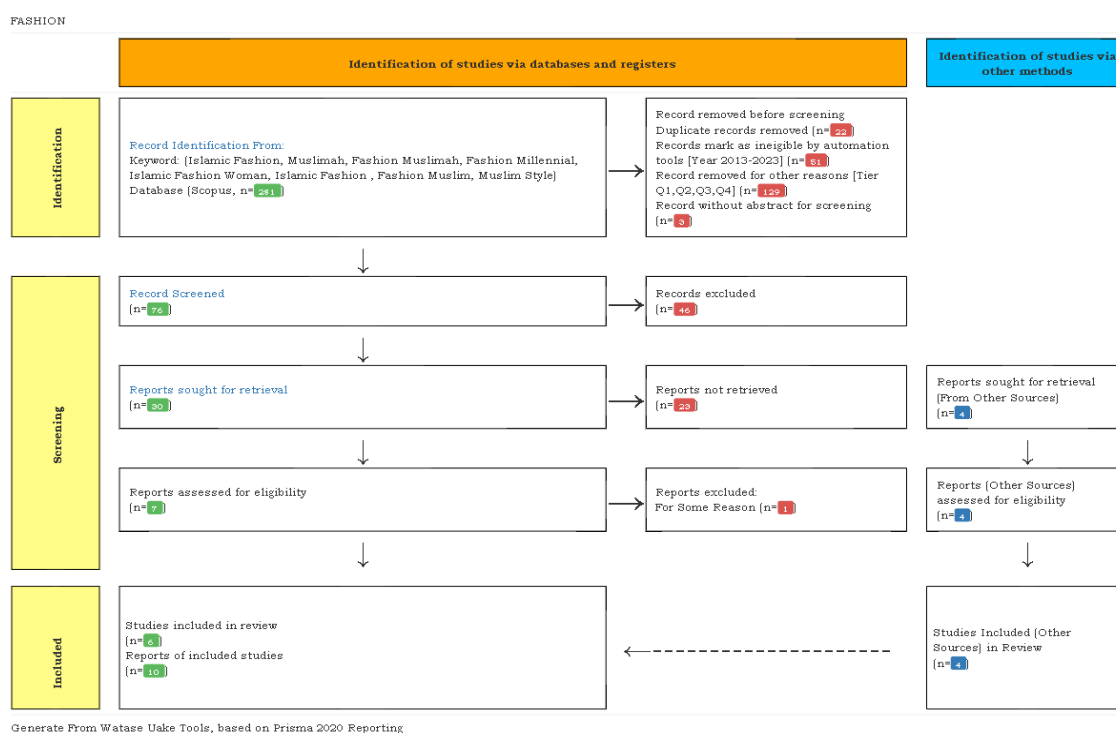 FASHION
Identification of studies via databases and registers
Identification of studies via
other methods
Identification
Record Identification From:
Keyword: (Islamic Fashion, Muslimah, Fashion Muslimah, Fashion Millennial,
Islamic Fashion Woman, Islamic Fashion , Fashion Muslim, Muslim Style)
Database (Scopus, n=281)
Record removed before screening
Duplicate records removed (n=22)
Records mark as ineigible by automation
tools [Year 2013-2023] (n=51)
Record removed for other reasons [Tier
Q1,Q2,Q3,Q4] (n=129)
Record without abstract for screening
(n=3)
Screening
Record Screened
(n=76)
Records excluded
(n=46)
Reports sought for retrieval
(n=30)
Reports not retrieved
(n=23)
Reports sought for retrieval
(From Other Sources)
(n=4)
Reports assessed for eligibility
(n=7)
Reports excluded:
For Some Reason (n=1)
Reports (Other Sources)
assessed for eligibility
(n=4)
Included
Studies included in review
(n=6)
Reports of included studies
(n=10)
Studies Included (Other
Sources) in Review
(n=4)
Generate From Watase Uake Tools, based on Prisma 2020 Reporting